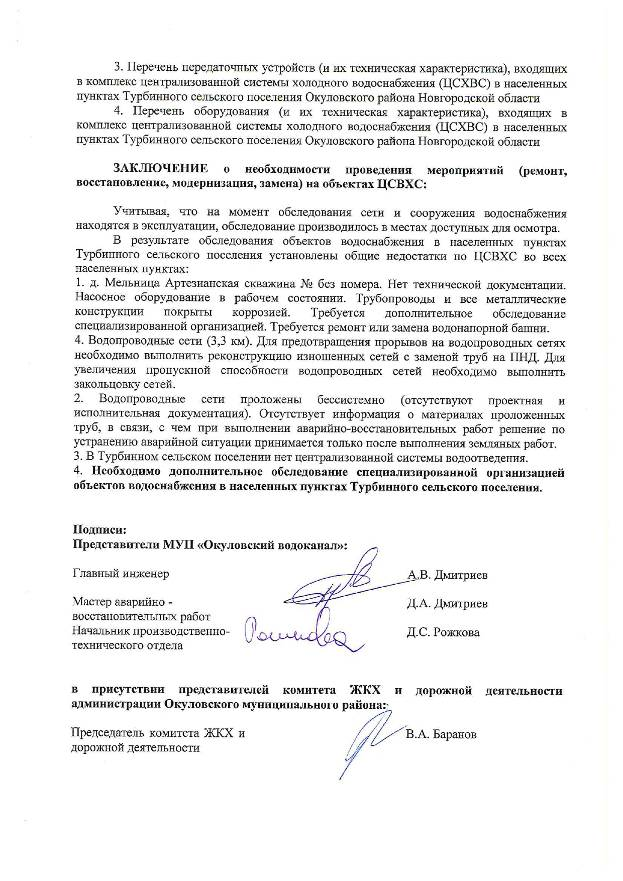 3. Перечень передаточных устройств (и их техническая характеристика), входящих
в комплекс централизованной системы холодного водоснабжения (ЦСХВС) в населенных
пунктах Турбинного сельского поселения Окуловского района Новгородской области
4. Перечень оборудования (и их техническая характеристика), входящих в
комплекс централизованной системы холодного водоснабжения (ЦСХВС) в населенных
пунктах Турбинного сельского поселения Окуловского района Новгородской области
ЗАКЛЮЧЕНИЕ о необходимости проведения мероприятий (ремонт,
восстановление, модернизация, замена) на объектах ЦСВХС:
Учитывая, что на момент обследования сети и сооружения водоснабжения
находятся в эксплуатации, обследование производилось в местах доступных для осмотра.
В результате обследования объектов водоснабжения в населенных пунктах
Турбинного сельского поселения установлены общие недостатки по ЦСВХС во всех
населенных пунктах:
1. д. Мельница Артезианская скважина № без номера. Нет технической документации.
Насосное оборудование в рабочем состоянии. Трубопроводы и все металлические
конструкции покрыты коррозией. Требуется дополнительное обследование
специализированной организацией. Требуется ремонт или замена водонапорной башни.
4. Водопроводные сети (3,3 км). Для предотвращения прорывов на водопроводных сетях
необходимо выполнить реконструкцию изношенных сетей с заменой труб на ПНД. Для
увеличения пропускной способности водопроводных сетей необходимо выполнить
закольцовку сетей.
2. Водопроводные сети проложены бессистемно (отсутствуют проектная и
исполнительная документация). Отсутствует информация о материалах проложенных
труб, в связи, с чем при выполнении аварийно-восстановительных работ решение по
устранению аварийной ситуации принимается только после выполнения земляных работ.
3. В Турбинном сельском поселении нет централизованной системы водоотведения.
4. Необходимо дополнительное обследование специализированной организацией
объектов водоснабжения в населенных пунктах Турбинного сельского поселения.
Подписи:
Представители МУП «Окуловский водоканал»:
Главный инженер А.В. Дмитриев
Мастер аварийно - Д.А. Дмитриев
восстановительных работ
Начальник производственно- Д.С. Рожкова
технического отдела
в присутствии представителей комитета ЖКХ и дорожной деятельности
администрации Окуловского муниципального района:
Председатель комитета ЖКХ и В.А. Баранов
дорожной деятельности